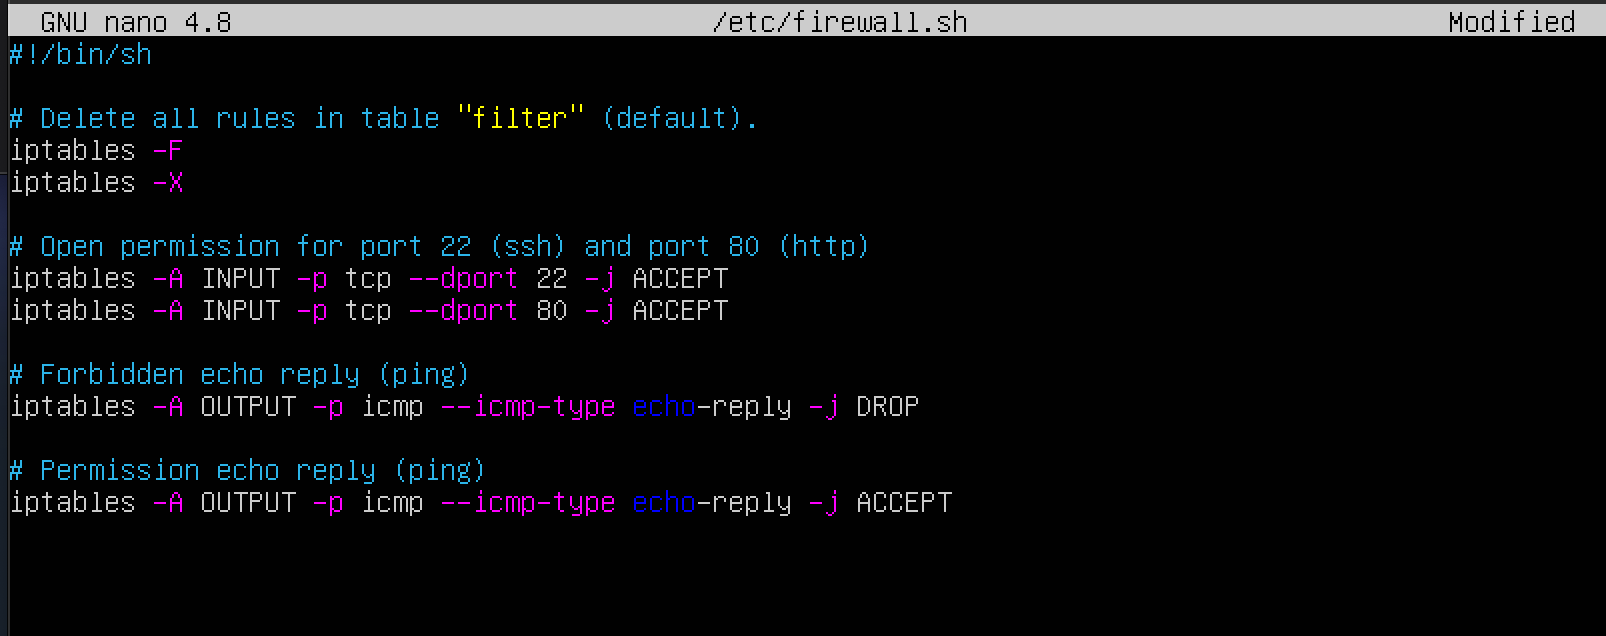 GNU nano 4.8 /etc/firewall.sh Modified
#!/bin/sh
# Delete all rules in table "filter" (default).
iptables -F
iptables -X
# Open permission for port 22 (ssh) and port 80 (http)
iptables -A INPUT -p tcp --dport 22 -j ACCEPT
iptables -A INPUT -p tcp --dport 80 -j ACCEPT
# Forbidden echo reply (ping)
iptables -A OUTPUT -p icmp --icmp-type echo-reply -j DROP
# Permission echo reply (ping)
iptables -A OUTPUT -p icmp --icmp-type echo-reply -j ACCEPT